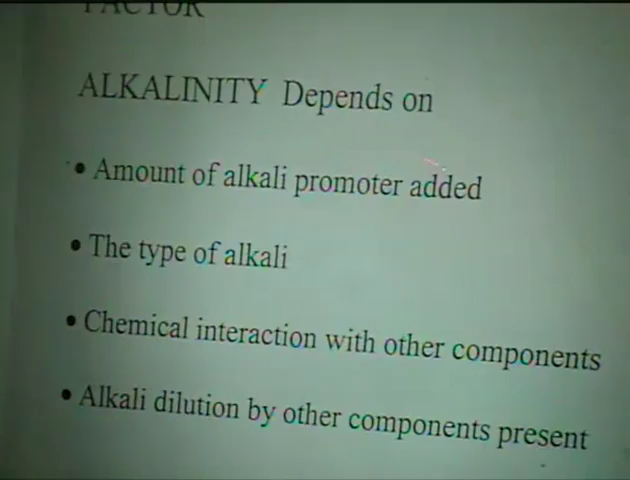 FACTOR
ALKALINITY Depends on
• Amount of alkali promoter added
• The type of alkali
• Chemical interaction with other components
• Alkali dilution by other components present